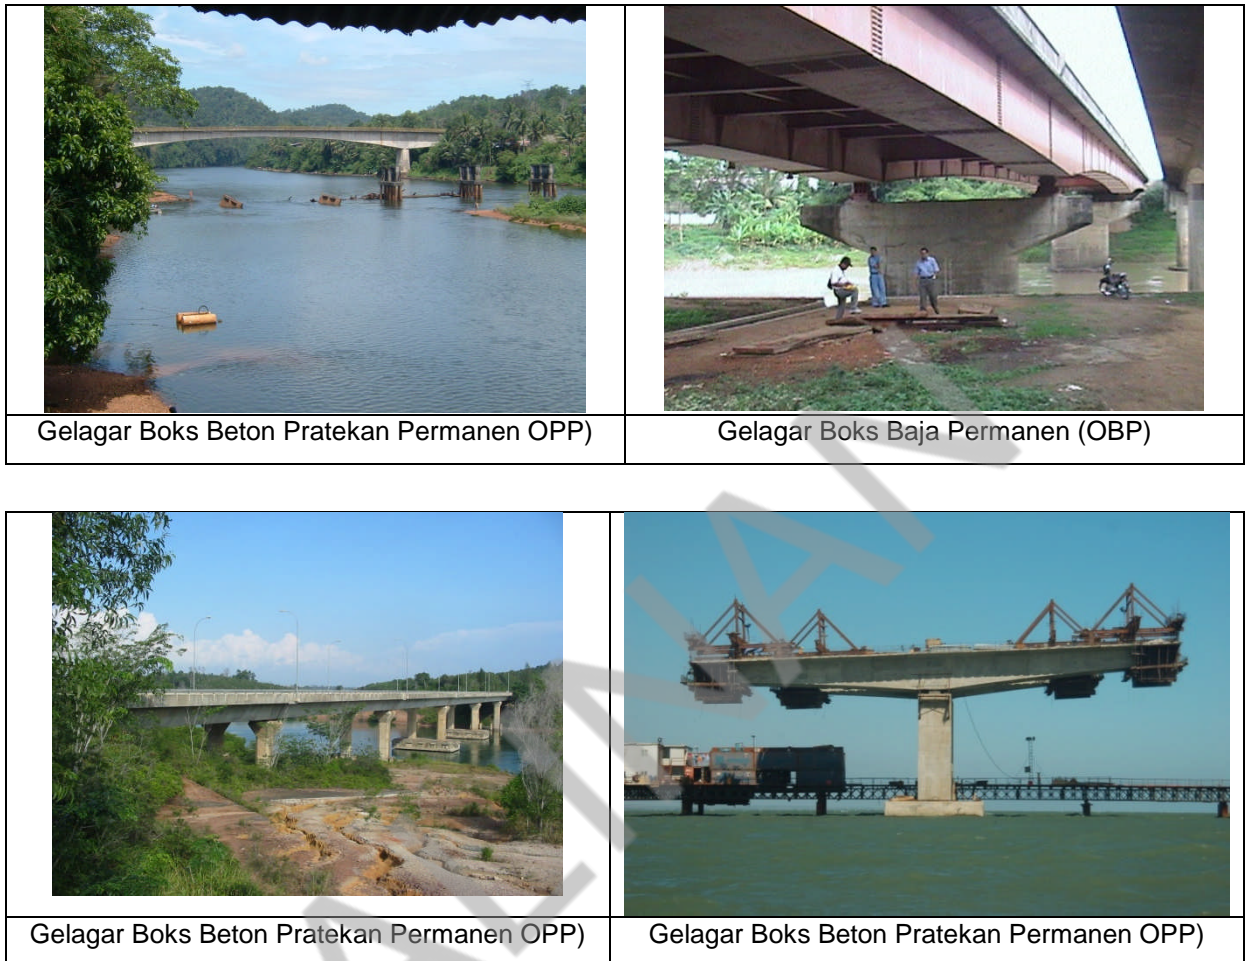 Gelagar Boks Beton Pratekan Permanen OPP)
Gelagar Boks Baja Permanen (OBP)
Gelagar Boks Beton Pratekan Permanen OPP)
Gelagar Boks Beton Pratekan Permanen OPP)